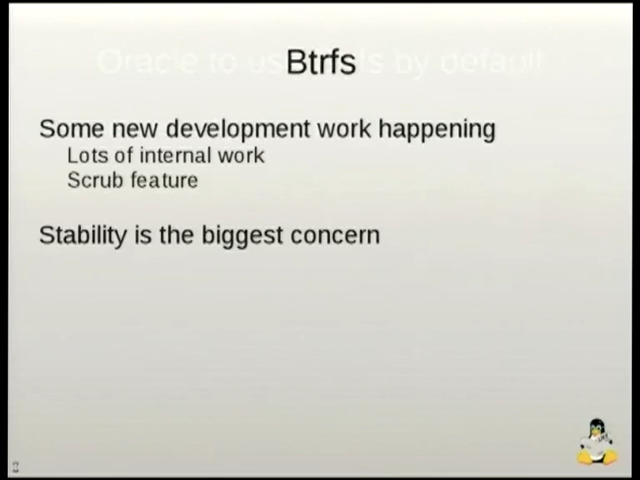 Oracle to us    s by default
Btrfs
Some new development work happening
Lots of internal work
Scrub feature
Stability is the biggest concern